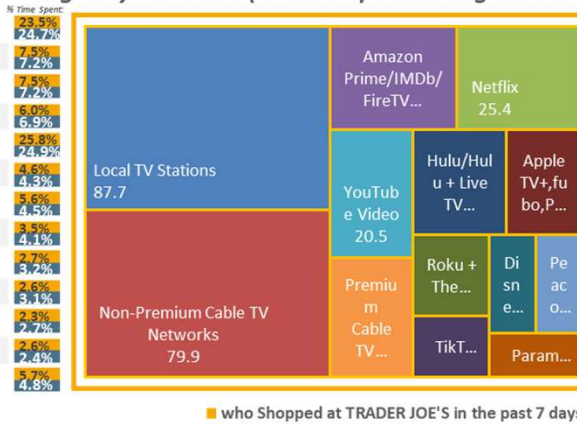 % Time Spent:
23.5%
24.7%
7.5%
7.2%
7.5%
7.2%
6.0%
6.9%
25.8%
24.9%
4.6%
4.3%
5.6%
4.5%
3.5%
4.1%
2.7%
3.2%
2.6%
3.1%
2.3%
2.7%
2.6%
2.4%
5.7%
4.8%
Local TV Stations
87.7
Non-Premium Cable TV
Networks
79.9
Amazon
Prime/IMDb/
FireTV...
Netflix
25.4
YouTub
e Video
20.5
Hulu/Hul
u + Live
TV...
Apple
TV+,fu
bo,P...
Premiu
m
Cable
TV...
Roku +
The...
Di
sne
e...
Pe
ac
o...
TikT...
Param...
who Shopped at TRADER JOE'S in the past 7 days